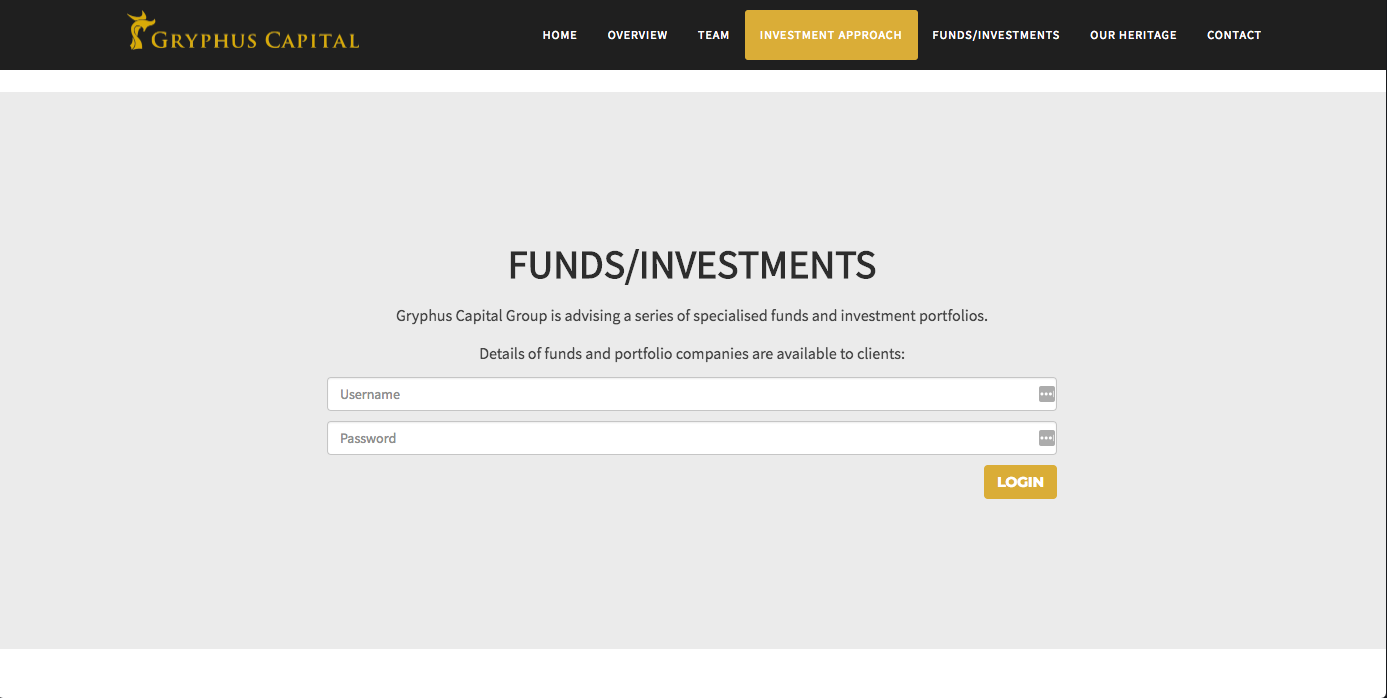 GRYPHUS CAPITAL
HOME OVERVIEW TEAM INVESTMENT APPROACH FUNDS/INVESTMENTS OUR HERITAGE CONTACT
FUNDS/INVESTMENTS
Gryphus Capital Group is advising a series of specialised funds and investment portfolios.
Details of funds and portfolio companies are available to clients:
Username
Password
LOGIN